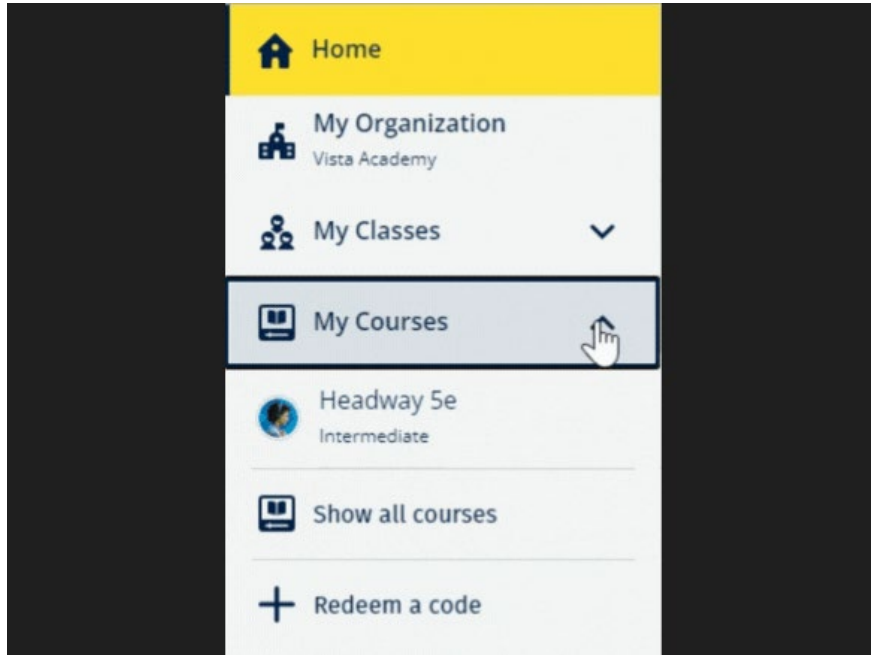 Home
My Organization
Vista Academy
My Classes
My Courses
Headway 5e
Intermediate
Show all courses
Redeem a code